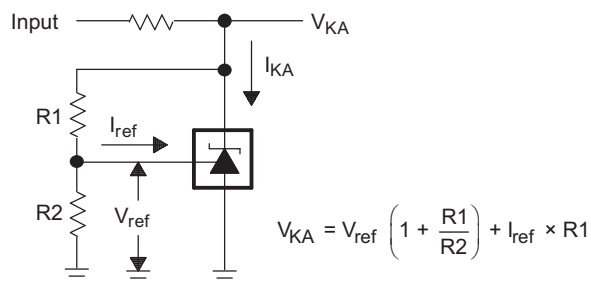 Input
V_KA
I_KA
R1
I_ref
R2
V_ref
V_KA = V_ref (1 + R1/R2) + I_ref × R1